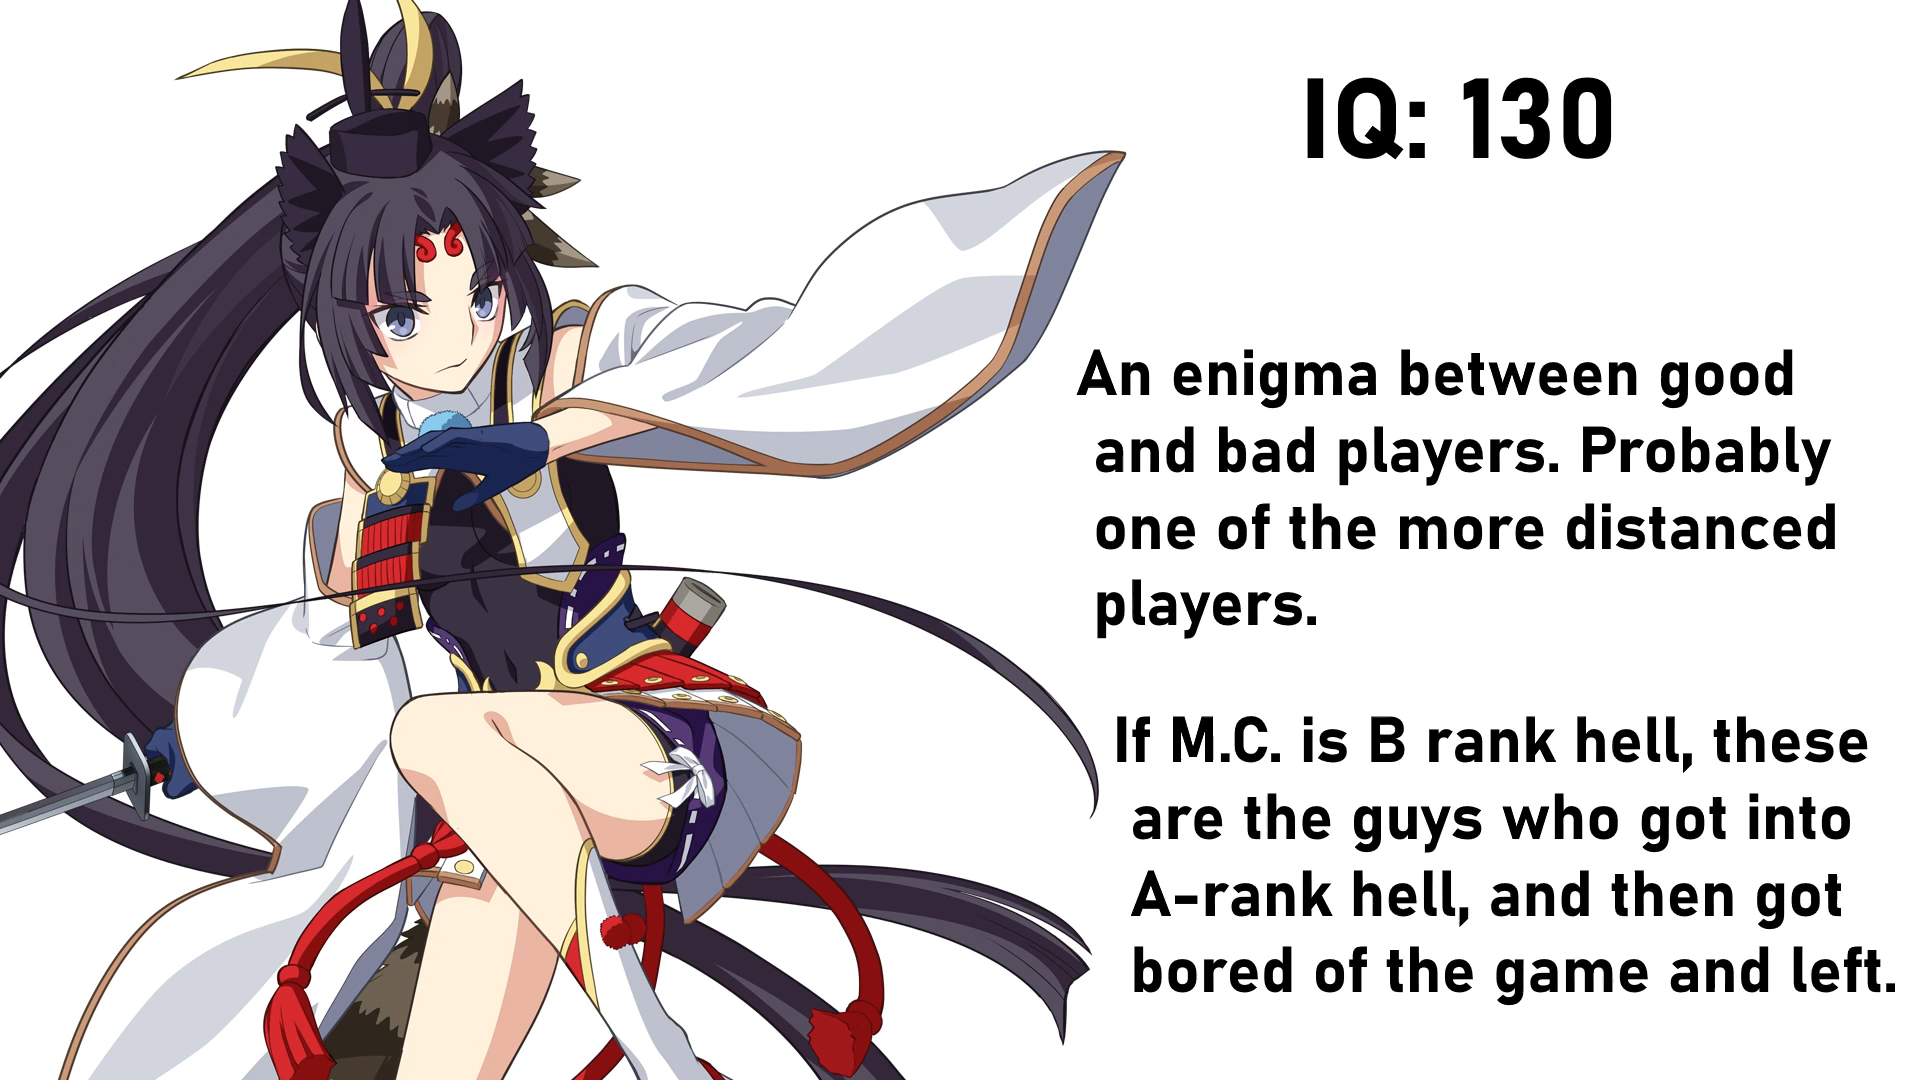 IQ: 130
An enigma between good
and bad players. Probably
one of the more distanced
players.
If M.C. is B rank hell, these
are the guys who got into
A-rank hell, and then got
bored of the game and left.